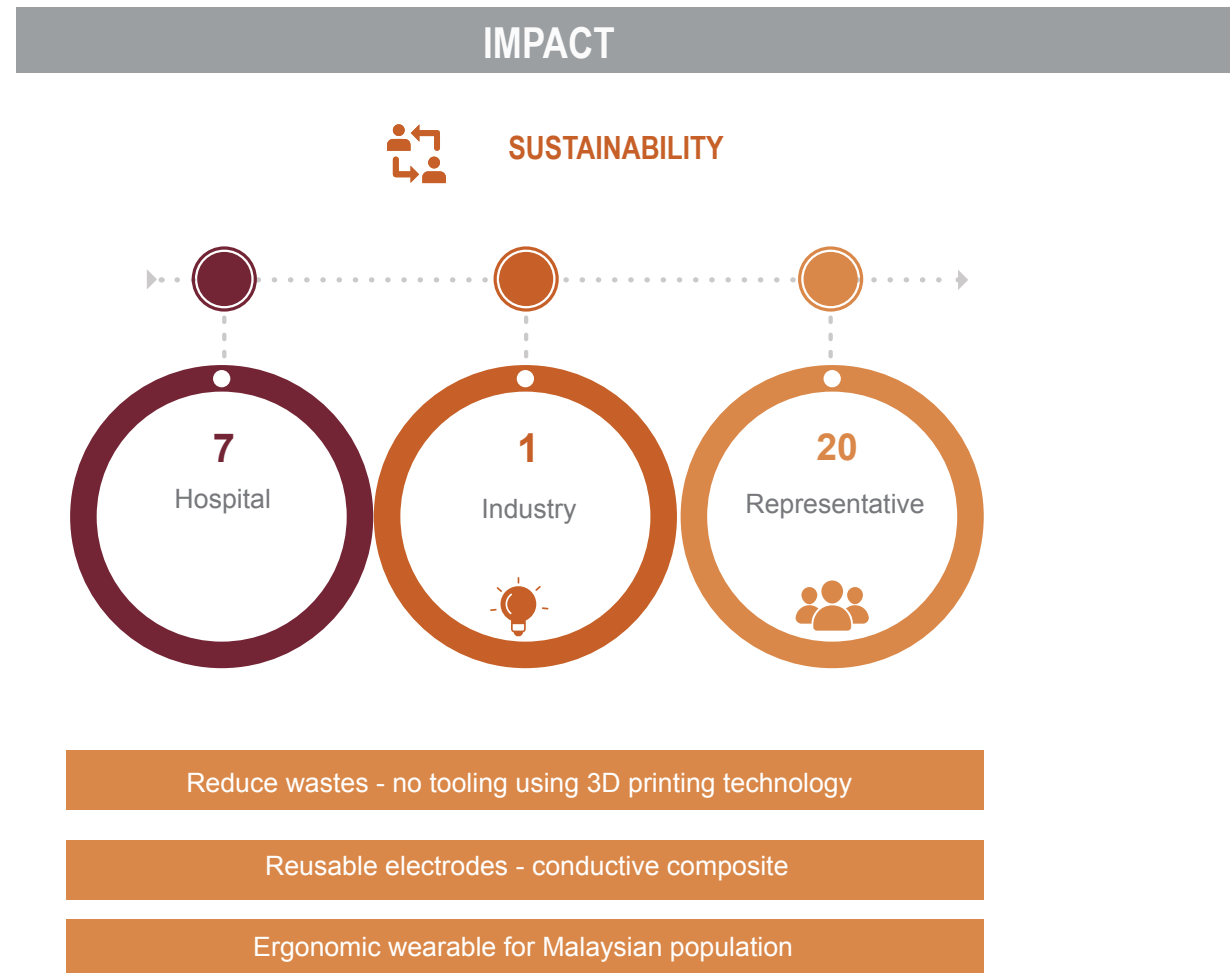 IMPACT
SUSTAINABILITY
7
Hospital
1
Industry
20
Representative
Reduce wastes - no tooling using 3D printing technology
Reusable electrodes - conductive composite
Ergonomic wearable for Malaysian population